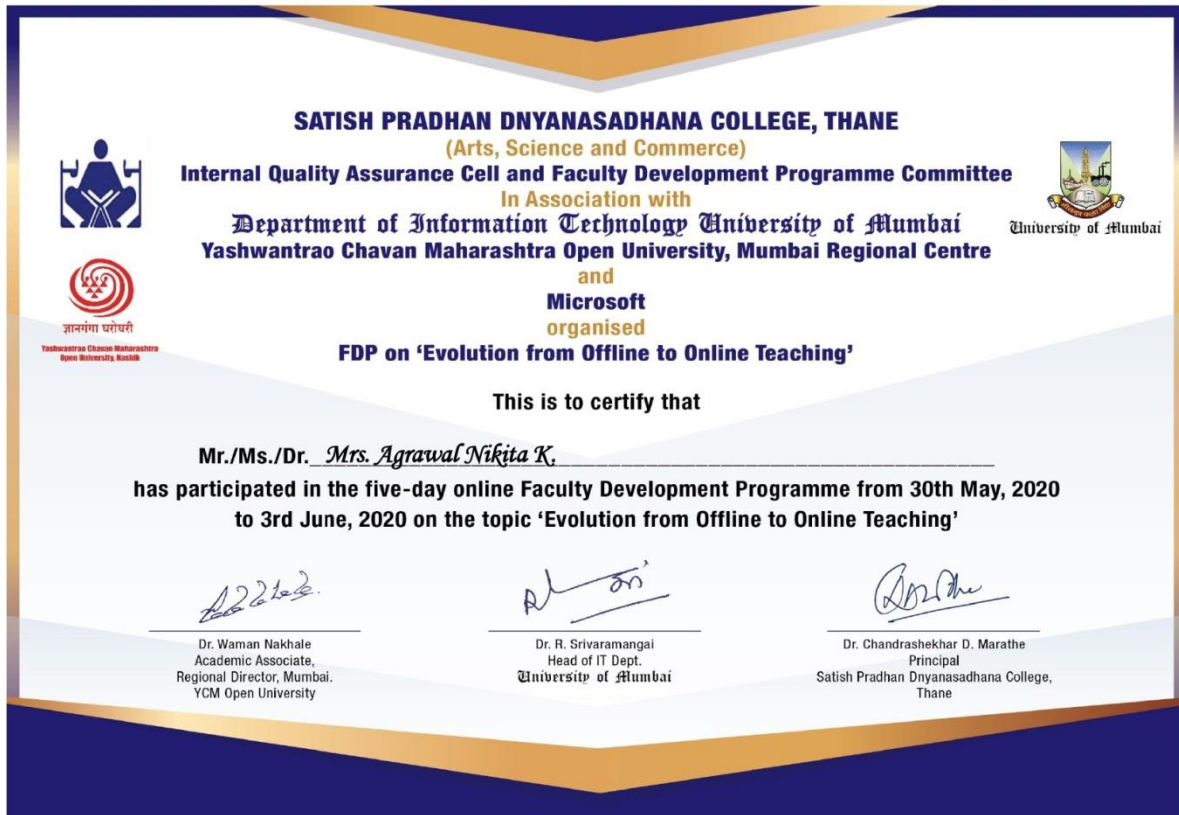 SATISH PRADHAN DNYANASADHANA COLLEGE, THANE
(Arts, Science and Commerce)
Internal Quality Assurance Cell and Faculty Development Programme Committee
In Association with
Department of Information Technology University of Mumbai
Yashwantrao Chavan Maharashtra Open University, Mumbai Regional Centre
and
Microsoft
organised
FDP on ‘Evolution from Offline to Online Teaching’
University of Mumbai
ज्ञानगंगा घरोघरी
Yashwantrao Chavan Maharashtra
Open University, Nashik
This is to certify that
Mr./Ms./Dr. Mrs. Agrawal Nikita K.
has participated in the five-day online Faculty Development Programme from 30th May, 2020
to 3rd June, 2020 on the topic ‘Evolution from Offline to Online Teaching’
Dr. Waman Nakhale
Academic Associate,
Regional Director, Mumbai.
YCM Open University
Dr. R. Srivaramangai
Head of IT Dept.
University of Mumbai
Dr. Chandrashekhar D. Marathe
Principal
Satish Pradhan Dnyanasadhana College,
Thane